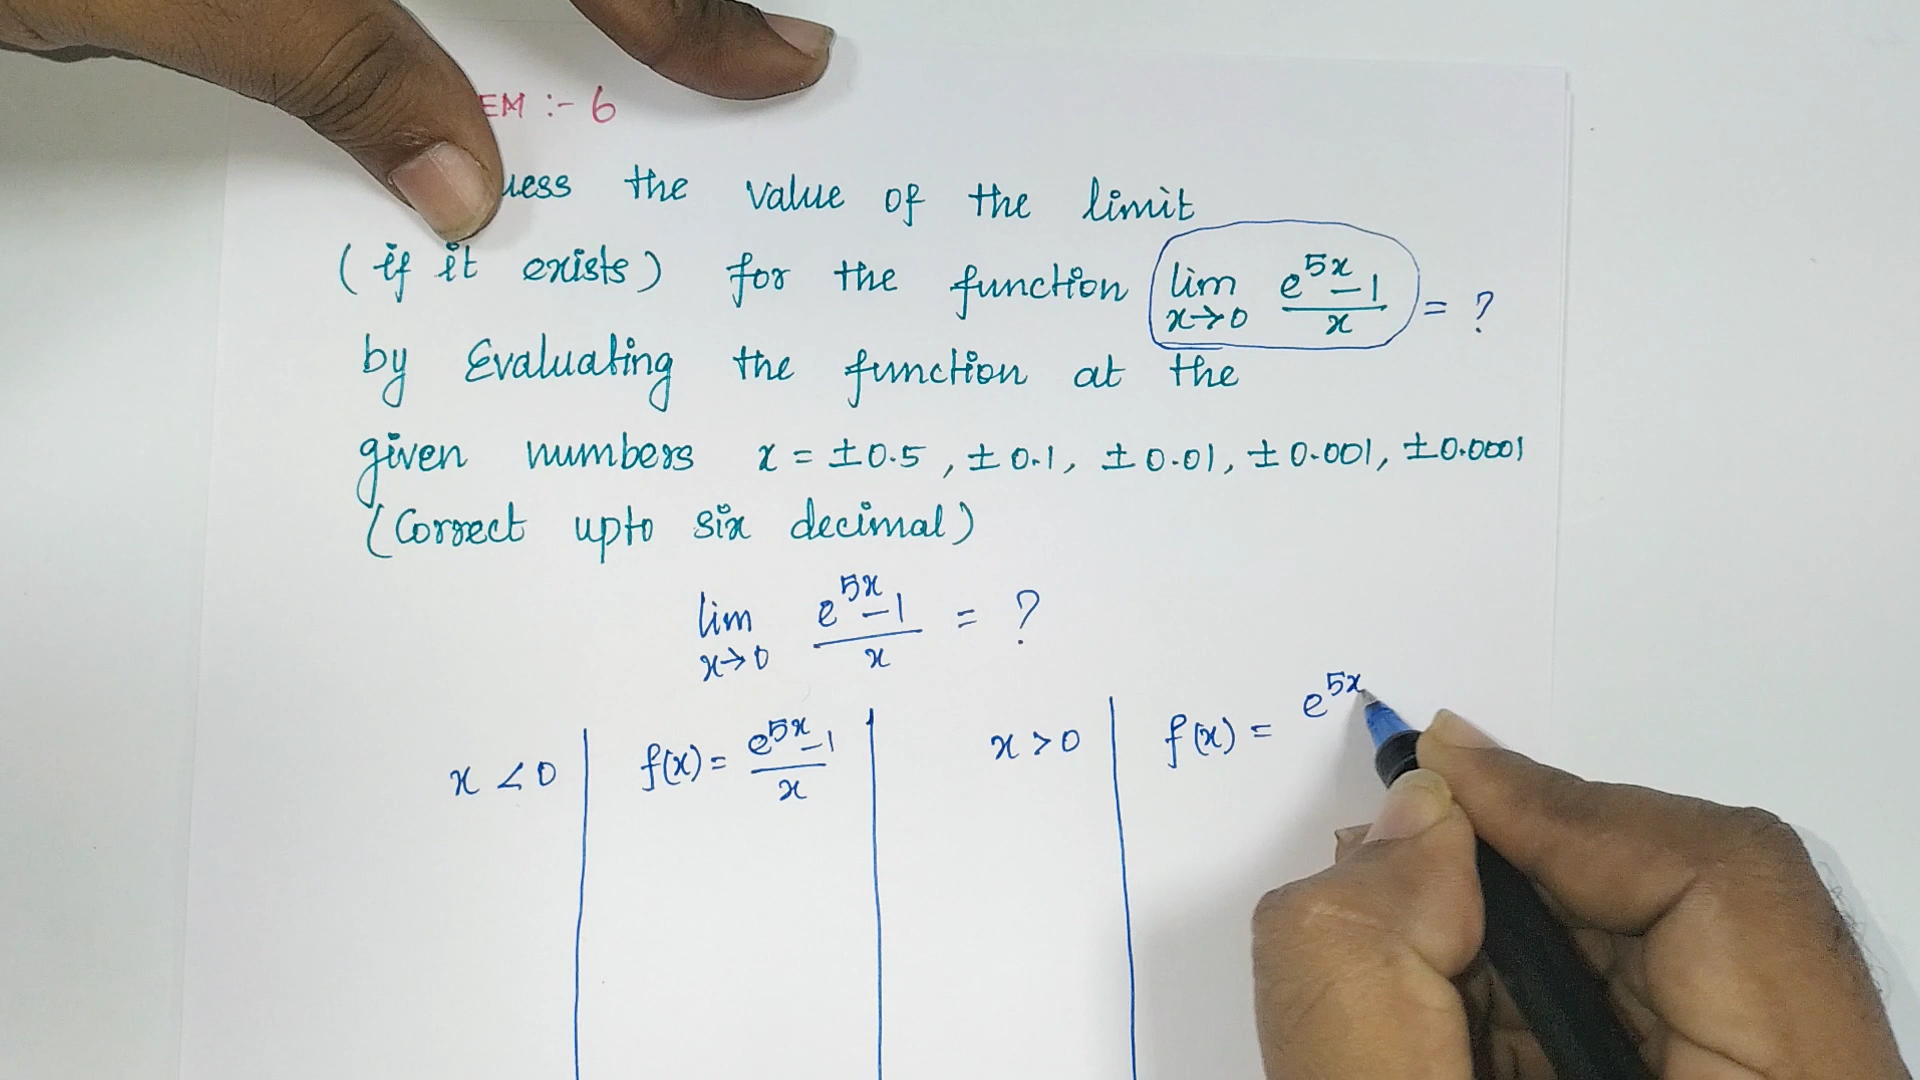 :- 6
the value of the limit
(if it exists) for the function lim x→0 e^5x-1/x = ?
by Evaluating the function at the
given numbers x = ±0.5, ±0.1, ±0.01, ±0.001, ±0.0001
(Correct upto six decimal)
lim x→0 e^5x-1/x = ?
x < 0 f(x) = e^5x-1/x x > 0 f(x) = e^5x